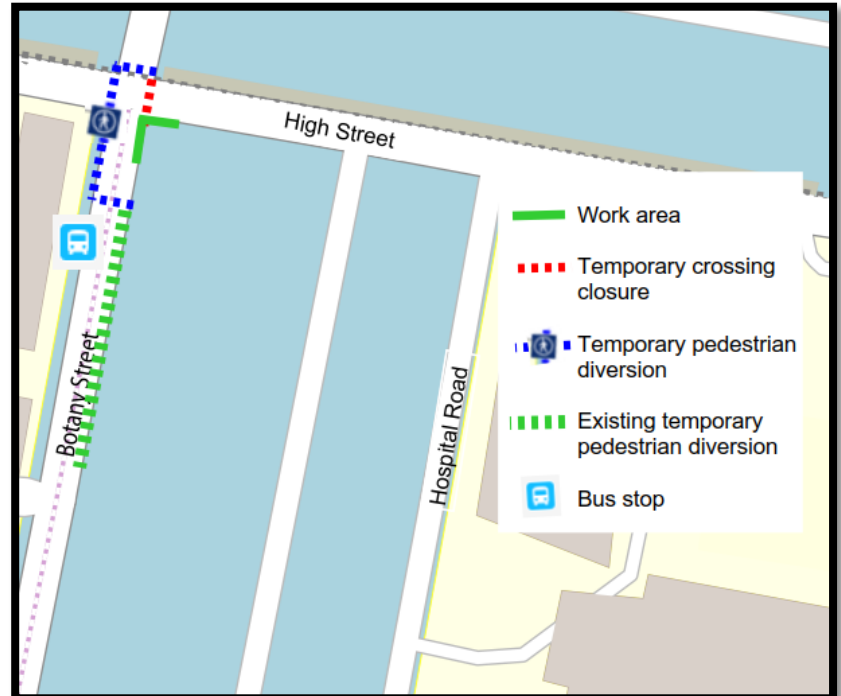 High Street
Work area
Temporary crossing
closure
Temporary pedestrian
diversion
Existing temporary
pedestrian diversion
Bus stop
Botany Street
Hospital Road